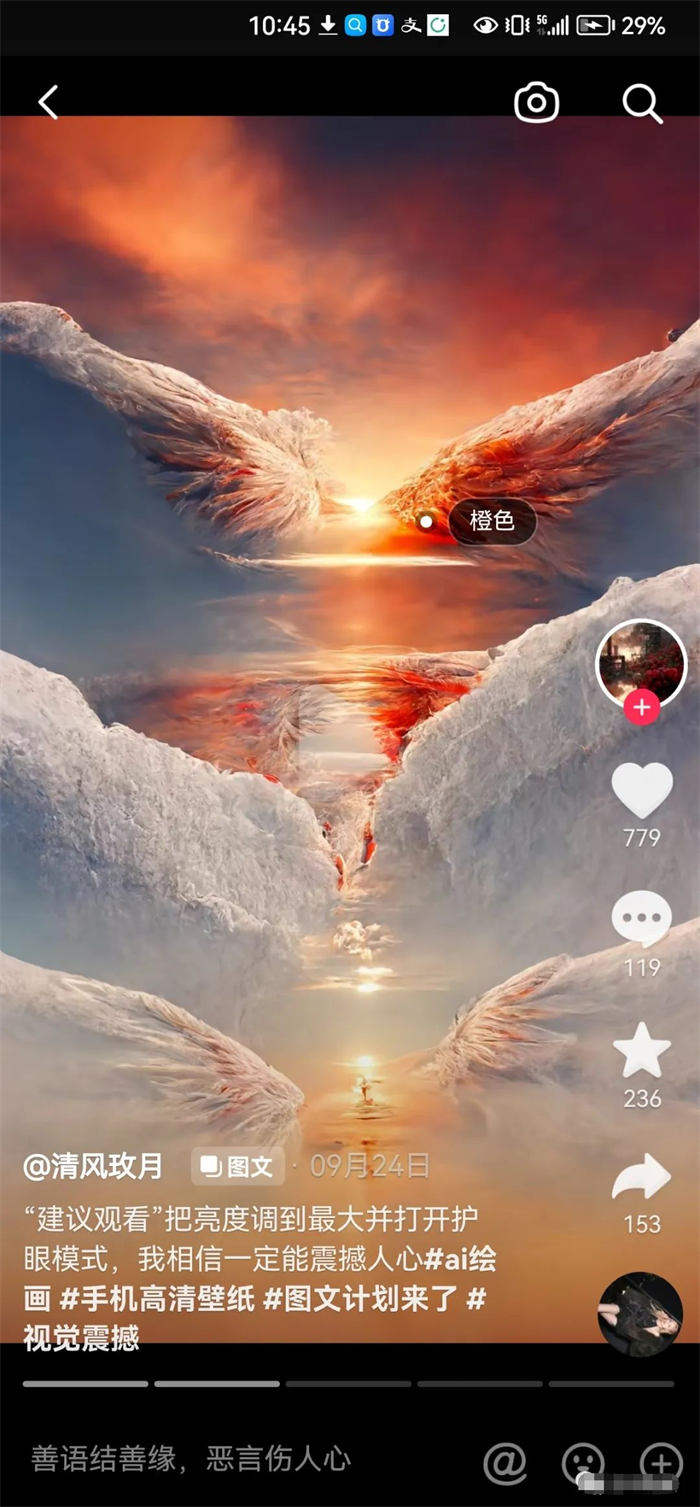 10:45 5G 29%
橙色
779
119
236
@清风玫月 图文 · 09月24日
153
“建议观看”把亮度调到最大并打开护
眼模式，我相信一定能震撼人心#ai绘
画 #手机高清壁纸 #图文计划来了 #
视觉震撼
善语结善缘，恶言伤人心